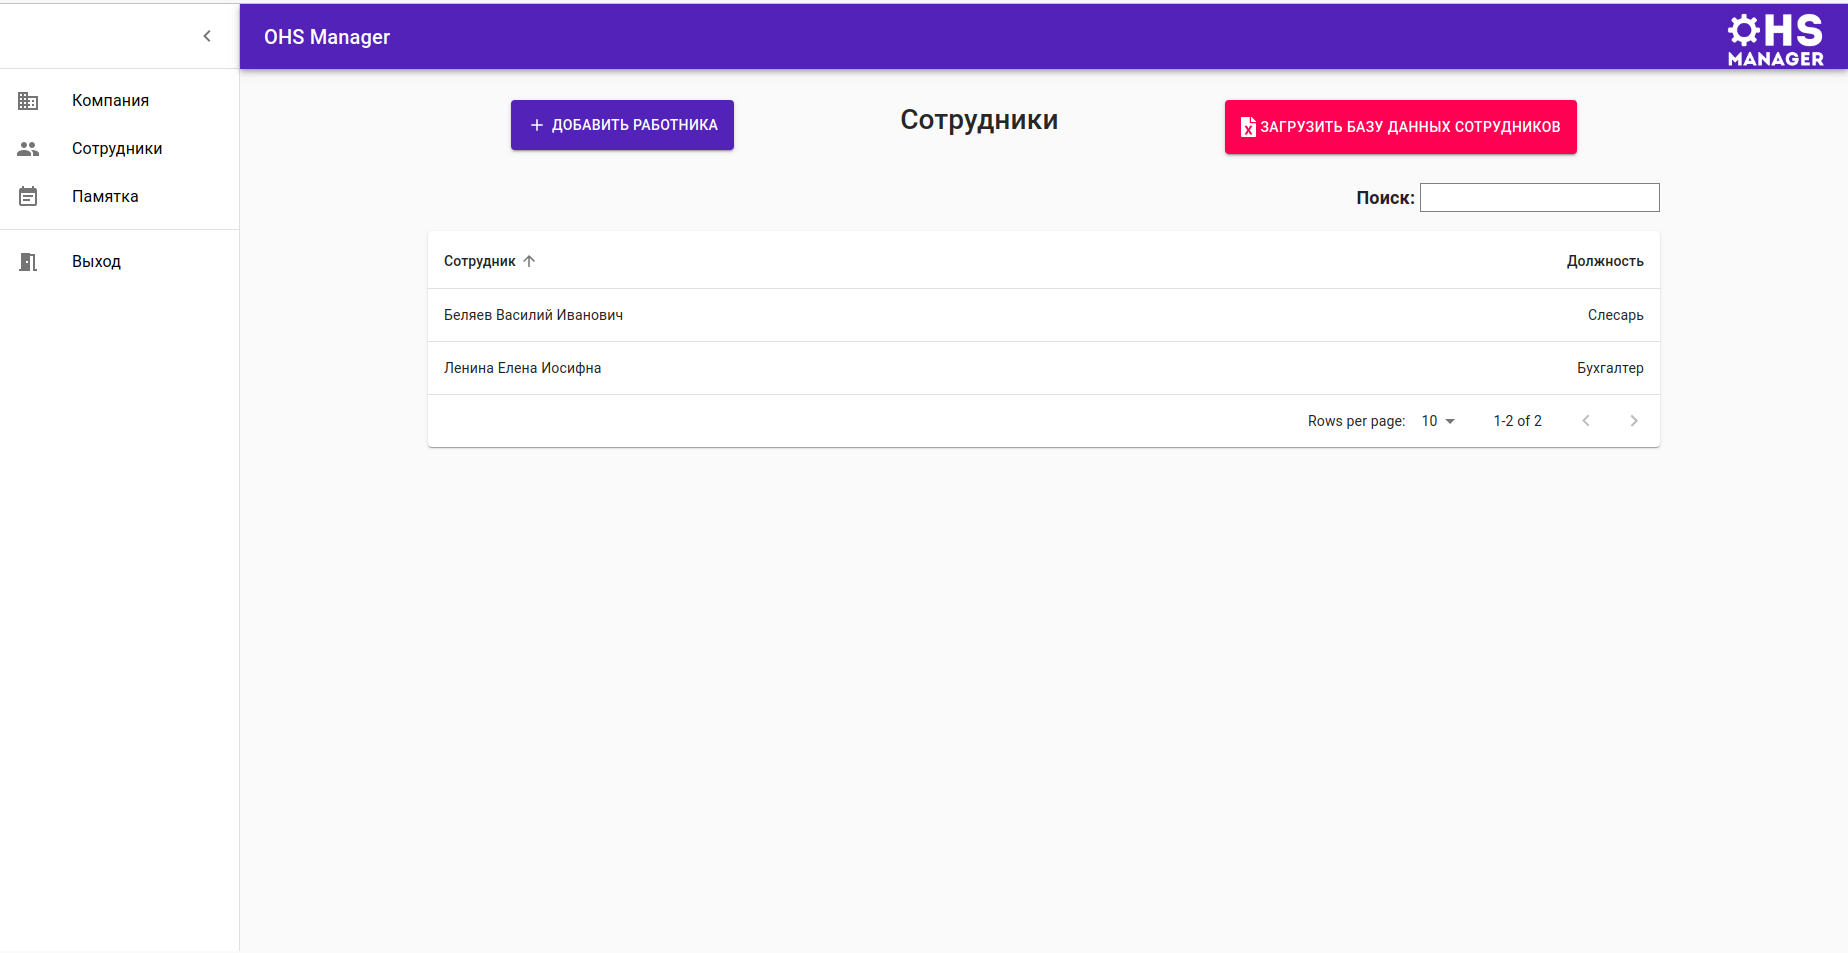 OHS Manager
OHS
MANAGER
Компания
Сотрудники
Памятка
Выход
ДОБАВИТЬ РАБОТНИКА
Сотрудники
ЗАГРУЗИТЬ БАЗУ ДАННЫХ СОТРУДНИКОВ
Поиск:
Сотрудник Должность
Беляев Василий Иванович Слесарь
Ленина Елена Иосифна Бухгалтер
Rows per page: 10 1-2 of 2